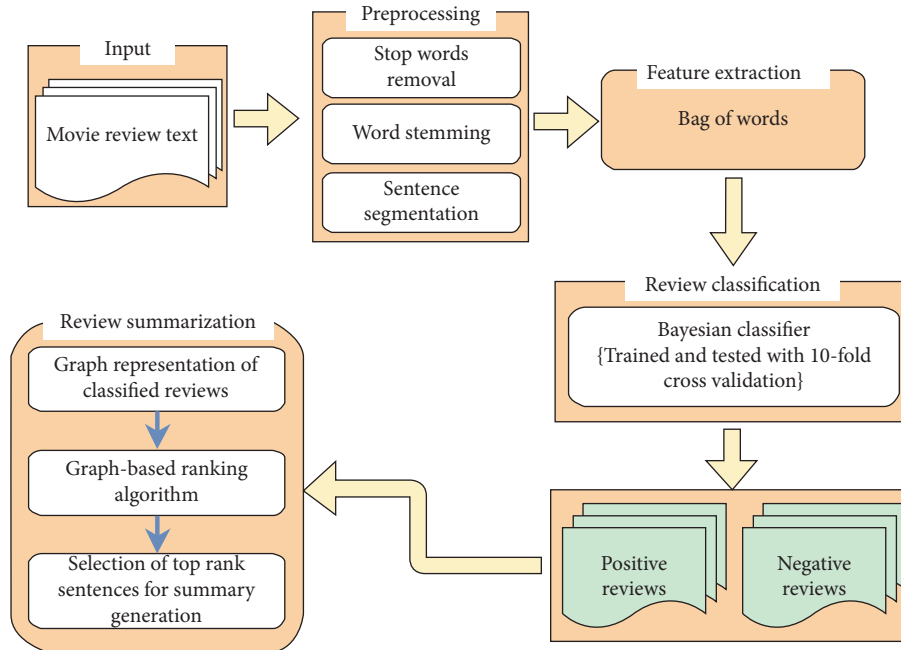 Input
Movie review text
Preprocessing
Stop words
removal
Word stemming
Sentence
segmentation
Feature extraction
Bag of words
Review classification
Bayesian classifier
{Trained and tested with 10-fold
cross validation}
Positive
reviews
Negative
reviews
Review summarization
Graph representation of
classified reviews
Graph-based ranking
algorithm
Selection of top rank
sentences for summary
generation